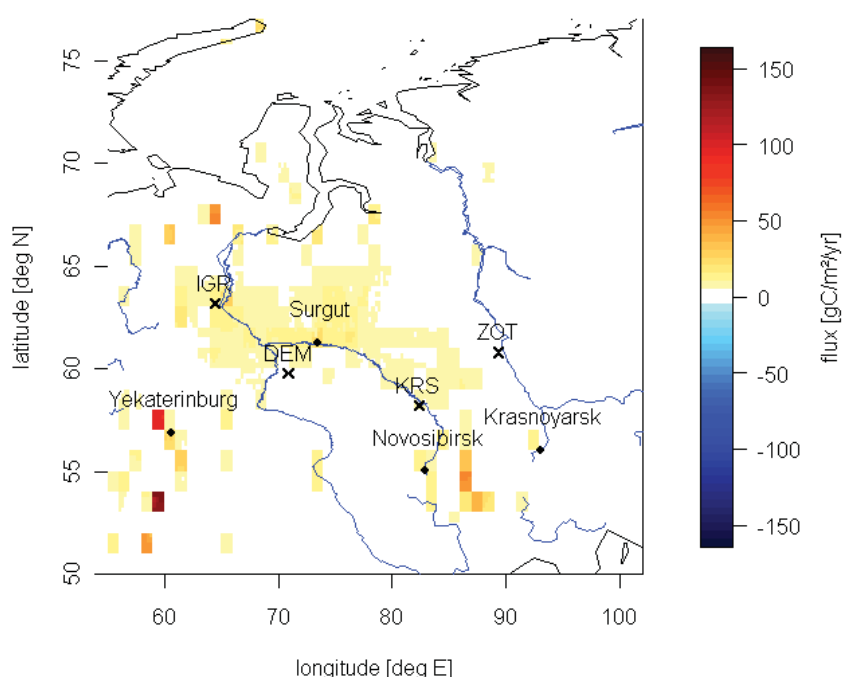 75
70
65
60
55
50
latitude [deg N]
IGR
Surgut
DEM
ZOT
KRS
Yekaterinburg
Krasnoyarsk
Novosibirsk
60
70
80
90
100
longitude [deg E]
150
100
50
0
-50
-100
-150
flux [gC/m²/yr]